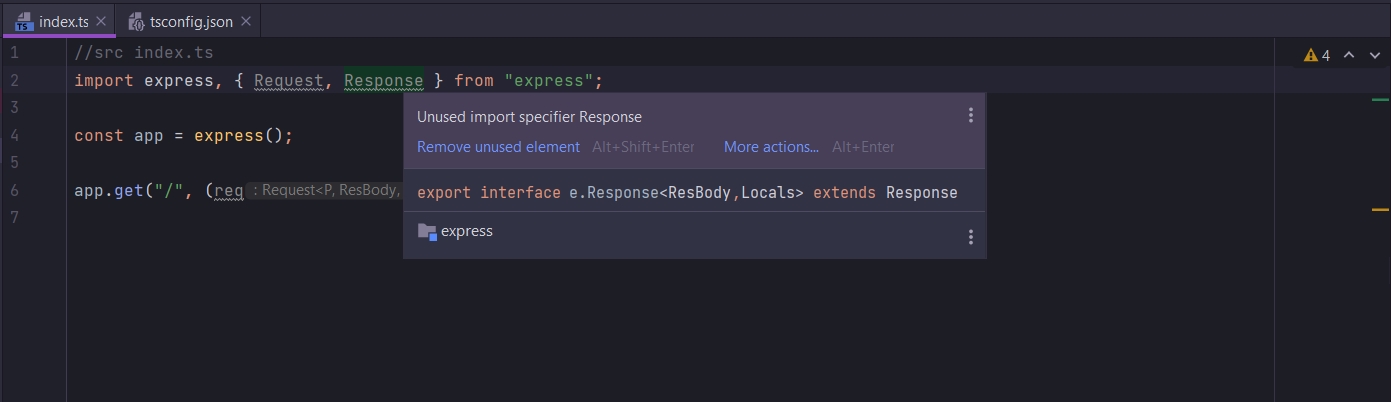 index.ts
tsconfig.json
4
1 //src index.ts
2 import express, { Request, Response } from "express";
3
4 const app = express();
5
6 app.get("/", (req : Request<P, ResBody,
7
Unused import specifier Response
Remove unused element Alt+Shift+Enter More actions... Alt+Enter
export interface e.Response<ResBody,Locals> extends Response
express